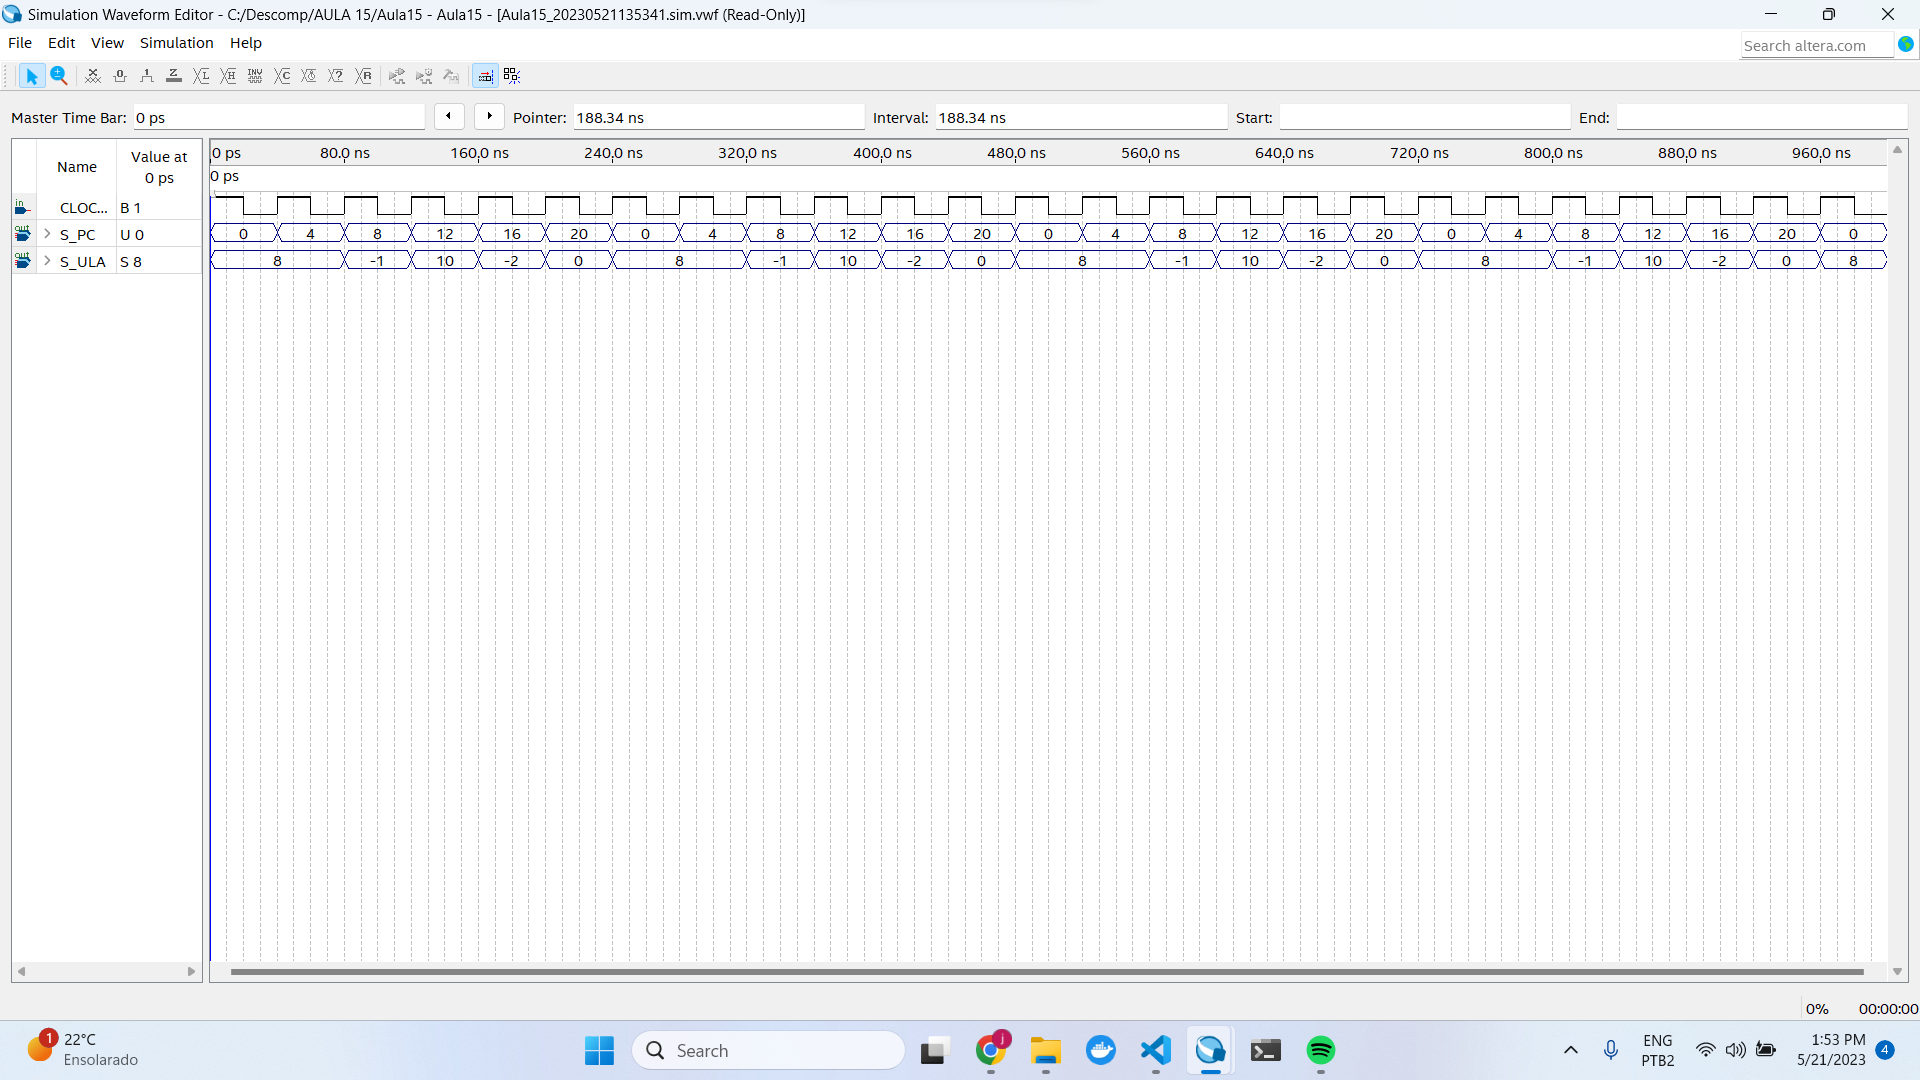 Simulation Waveform Editor - C:/Descomp/AULA 15/Aula15 - Aula15 - [Aula15_20230521135341.sim.vwf (Read-Only)]
File Edit View Simulation Help
Search altera.com
Master Time Bar: 0 ps Pointer: 188.34 ns Interval: 188.34 ns Start: End:
Name Value at 0 ps
0 ps 80.0 ns 160.0 ns 240.0 ns 320.0 ns 400.0 ns 480.0 ns 560.0 ns 640.0 ns 720.0 ns 800.0 ns 880.0 ns 960.0 ns
0 ps
in CLOC... B 1
out S_PC U 0 0 4 8 12 16 20 0 4 8 12 16 20 0 4 8 12 16 20 0 4 8 12 16 20 0
out S_ULA S 8 8 -1 10 -2 0 8 -1 10 -2 0 8 -1 10 -2 0 8 -1 10 -2 0 8
0% 00:00:00
1 22°C
Ensolarado
Search
j
ENG
PTB2
1:53 PM
5/21/2023
4